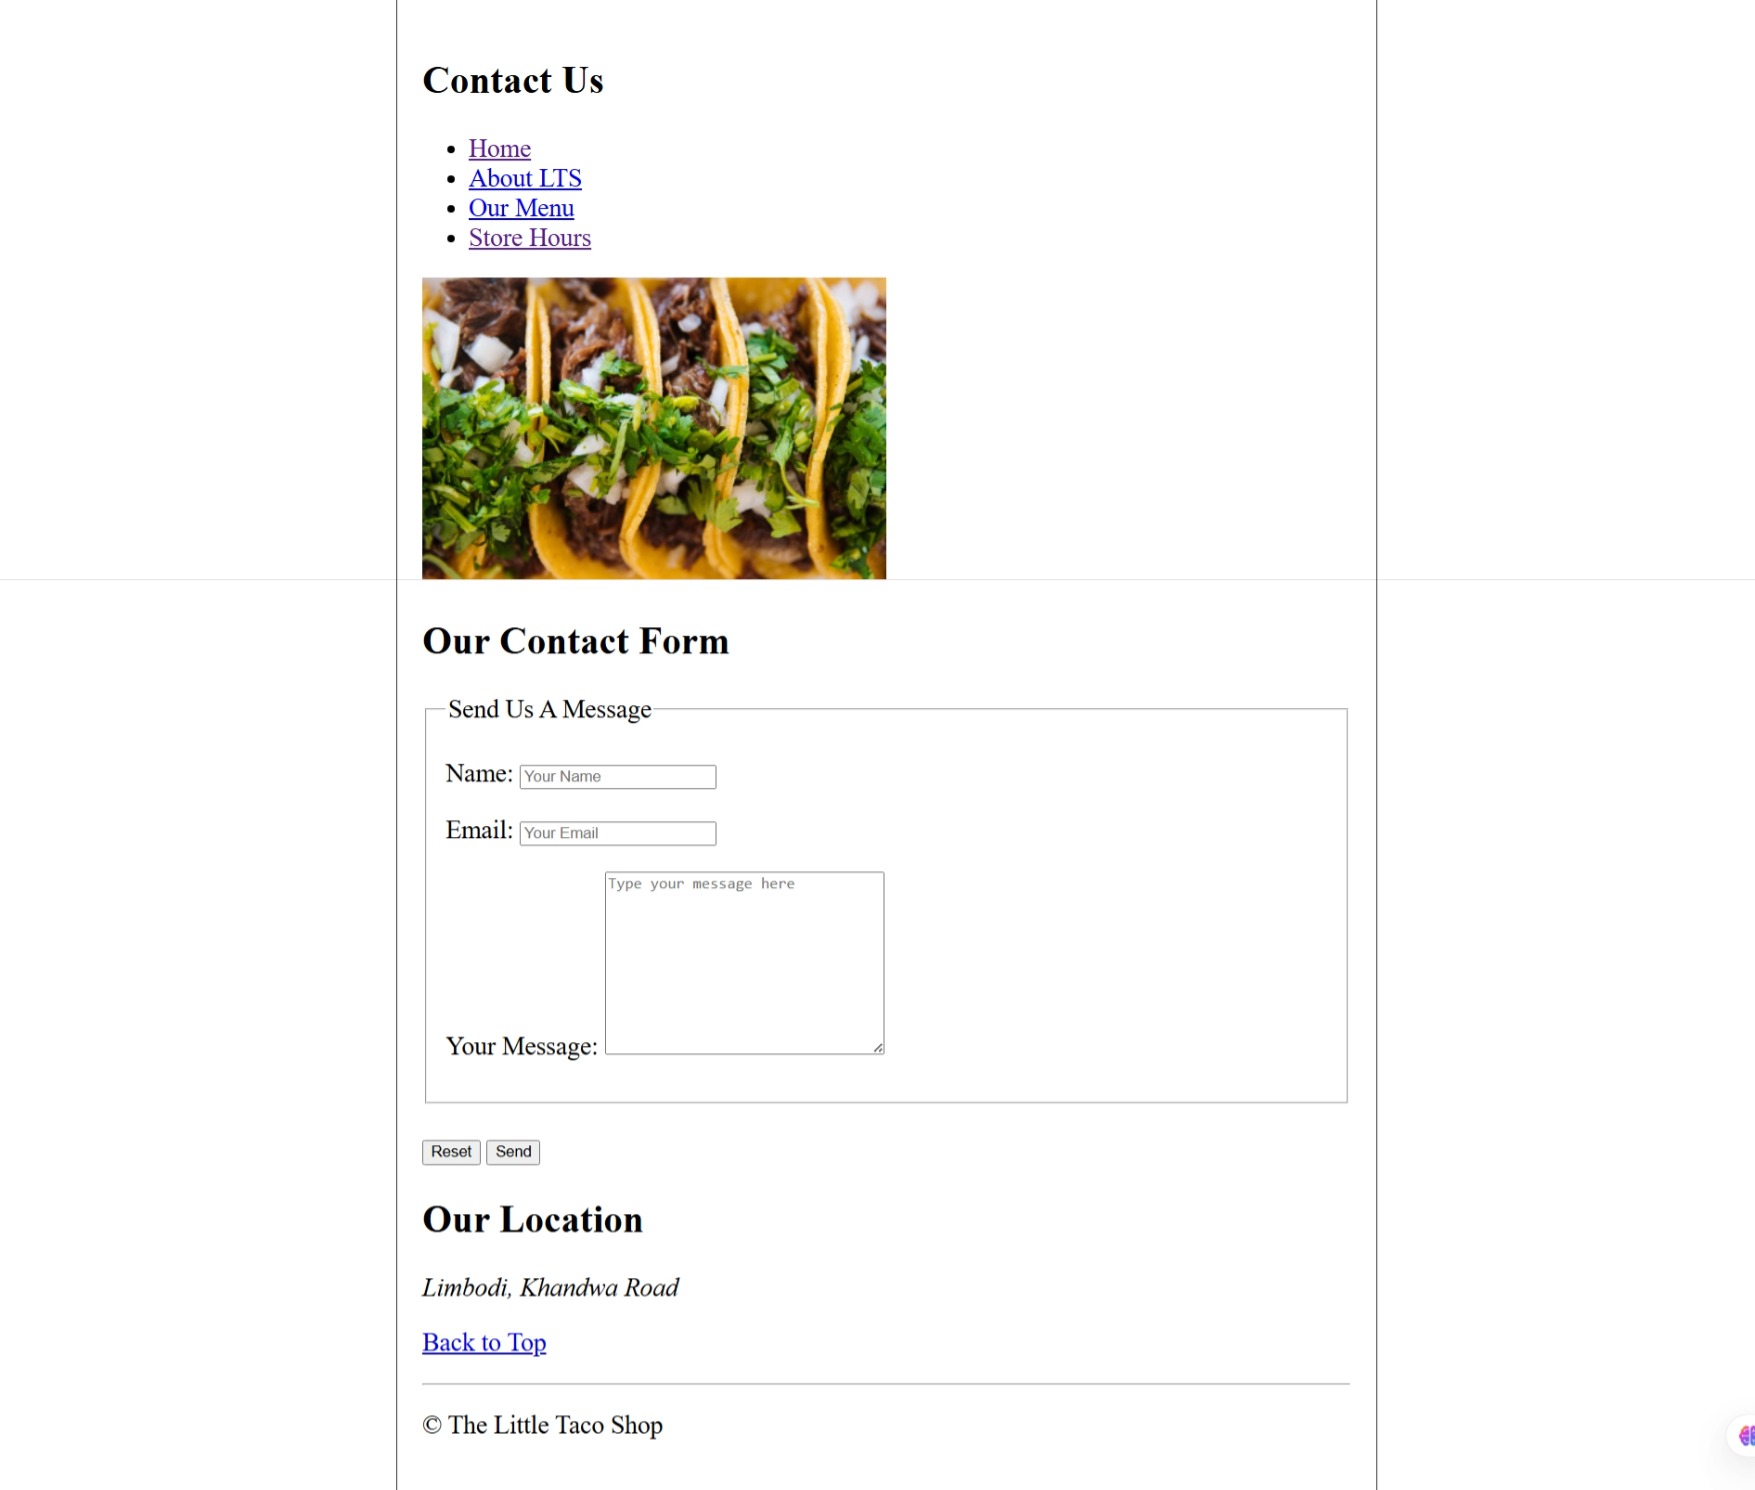 Contact Us
Home
About LTS
Our Menu
Store Hours
Our Contact Form
Send Us A Message
Name: Your Name
Email: Your Email
Type your message here
Your Message:
Reset Send
Our Location
Limbodi, Khandwa Road
Back to Top
© The Little Taco Shop